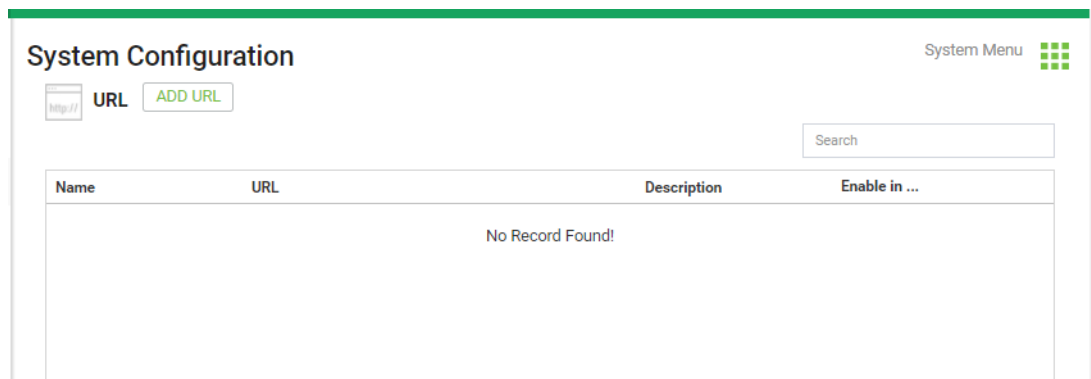 System Configuration
System Menu
http://
URL
ADD URL
Search
Name URL Description Enable in ...
No Record Found!